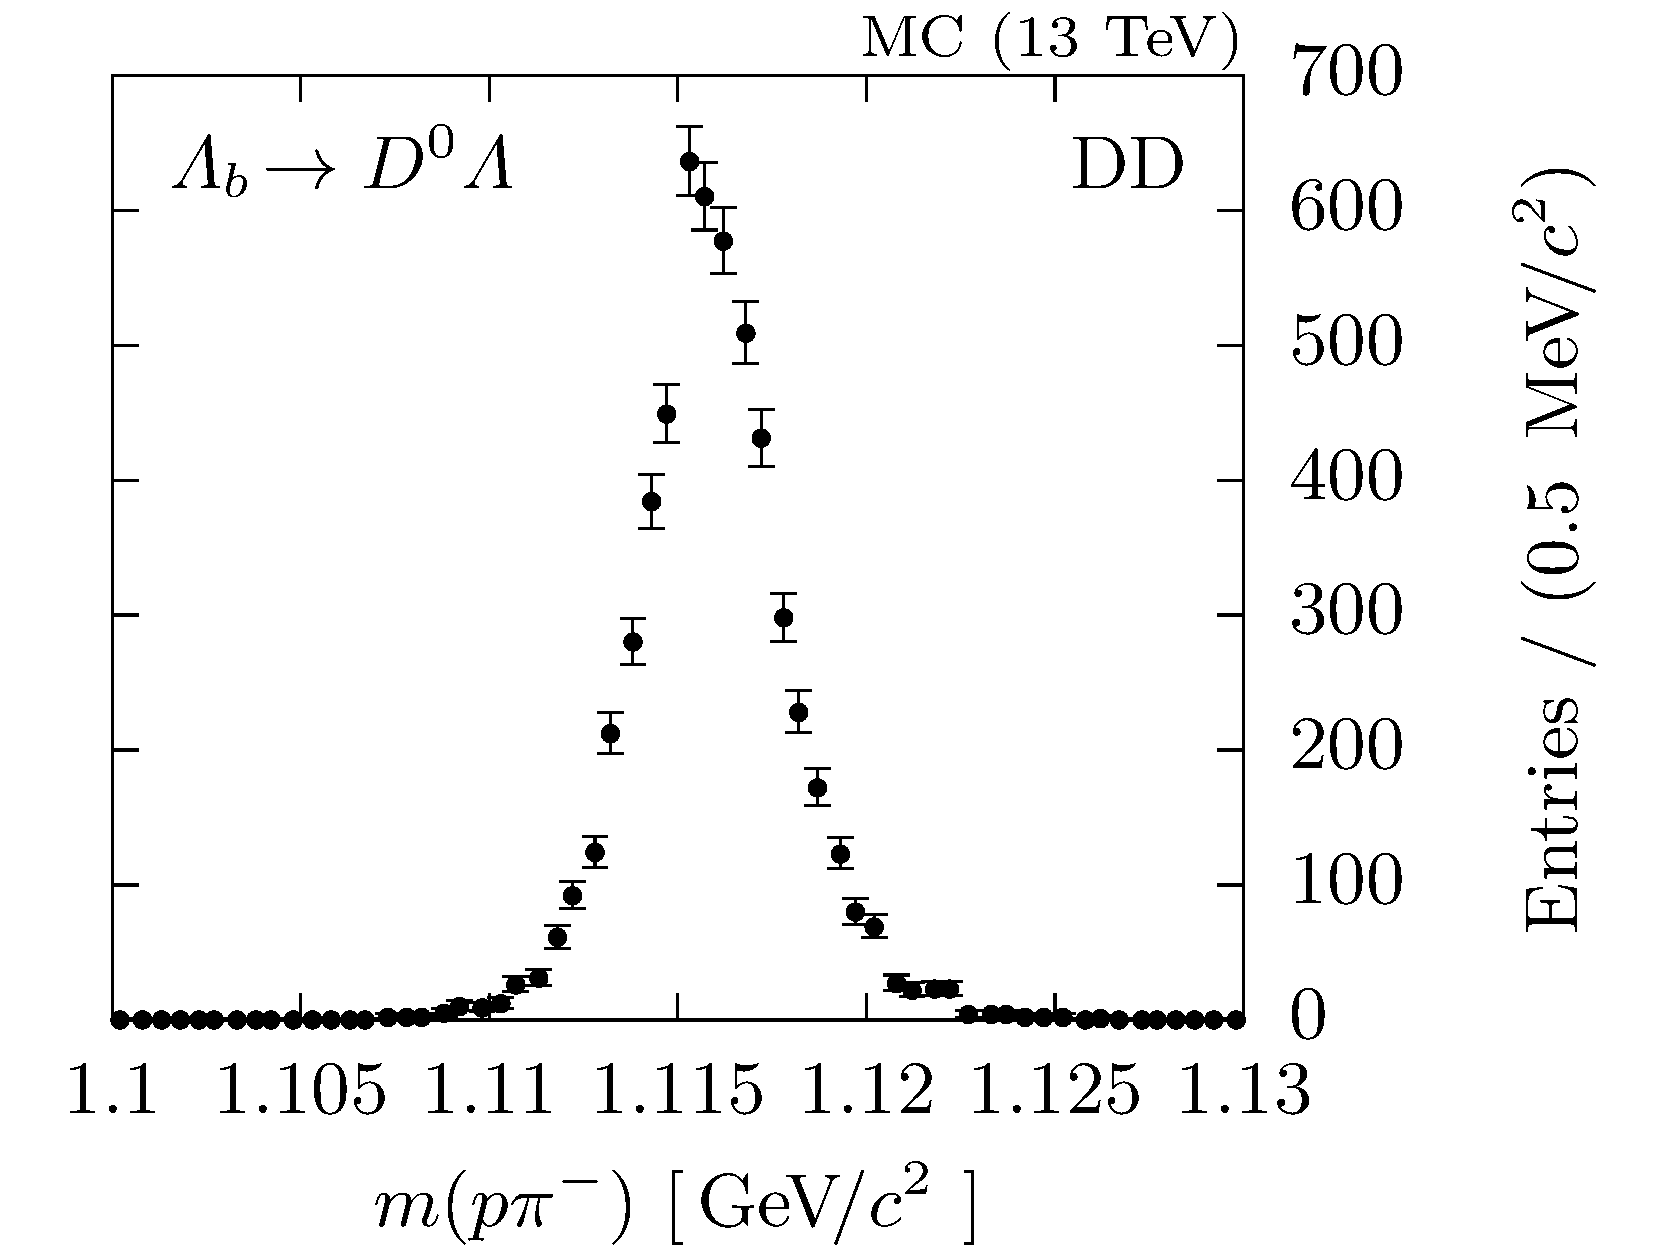 MC (13 TeV)
Λb → D⁰ Λ
DD
700
600
500
400
300
200
100
0
Entries / (0.5 MeV/c²)
1.1 1.105 1.11 1.115 1.12 1.125 1.13
m(pπ⁻) [ GeV/c² ]